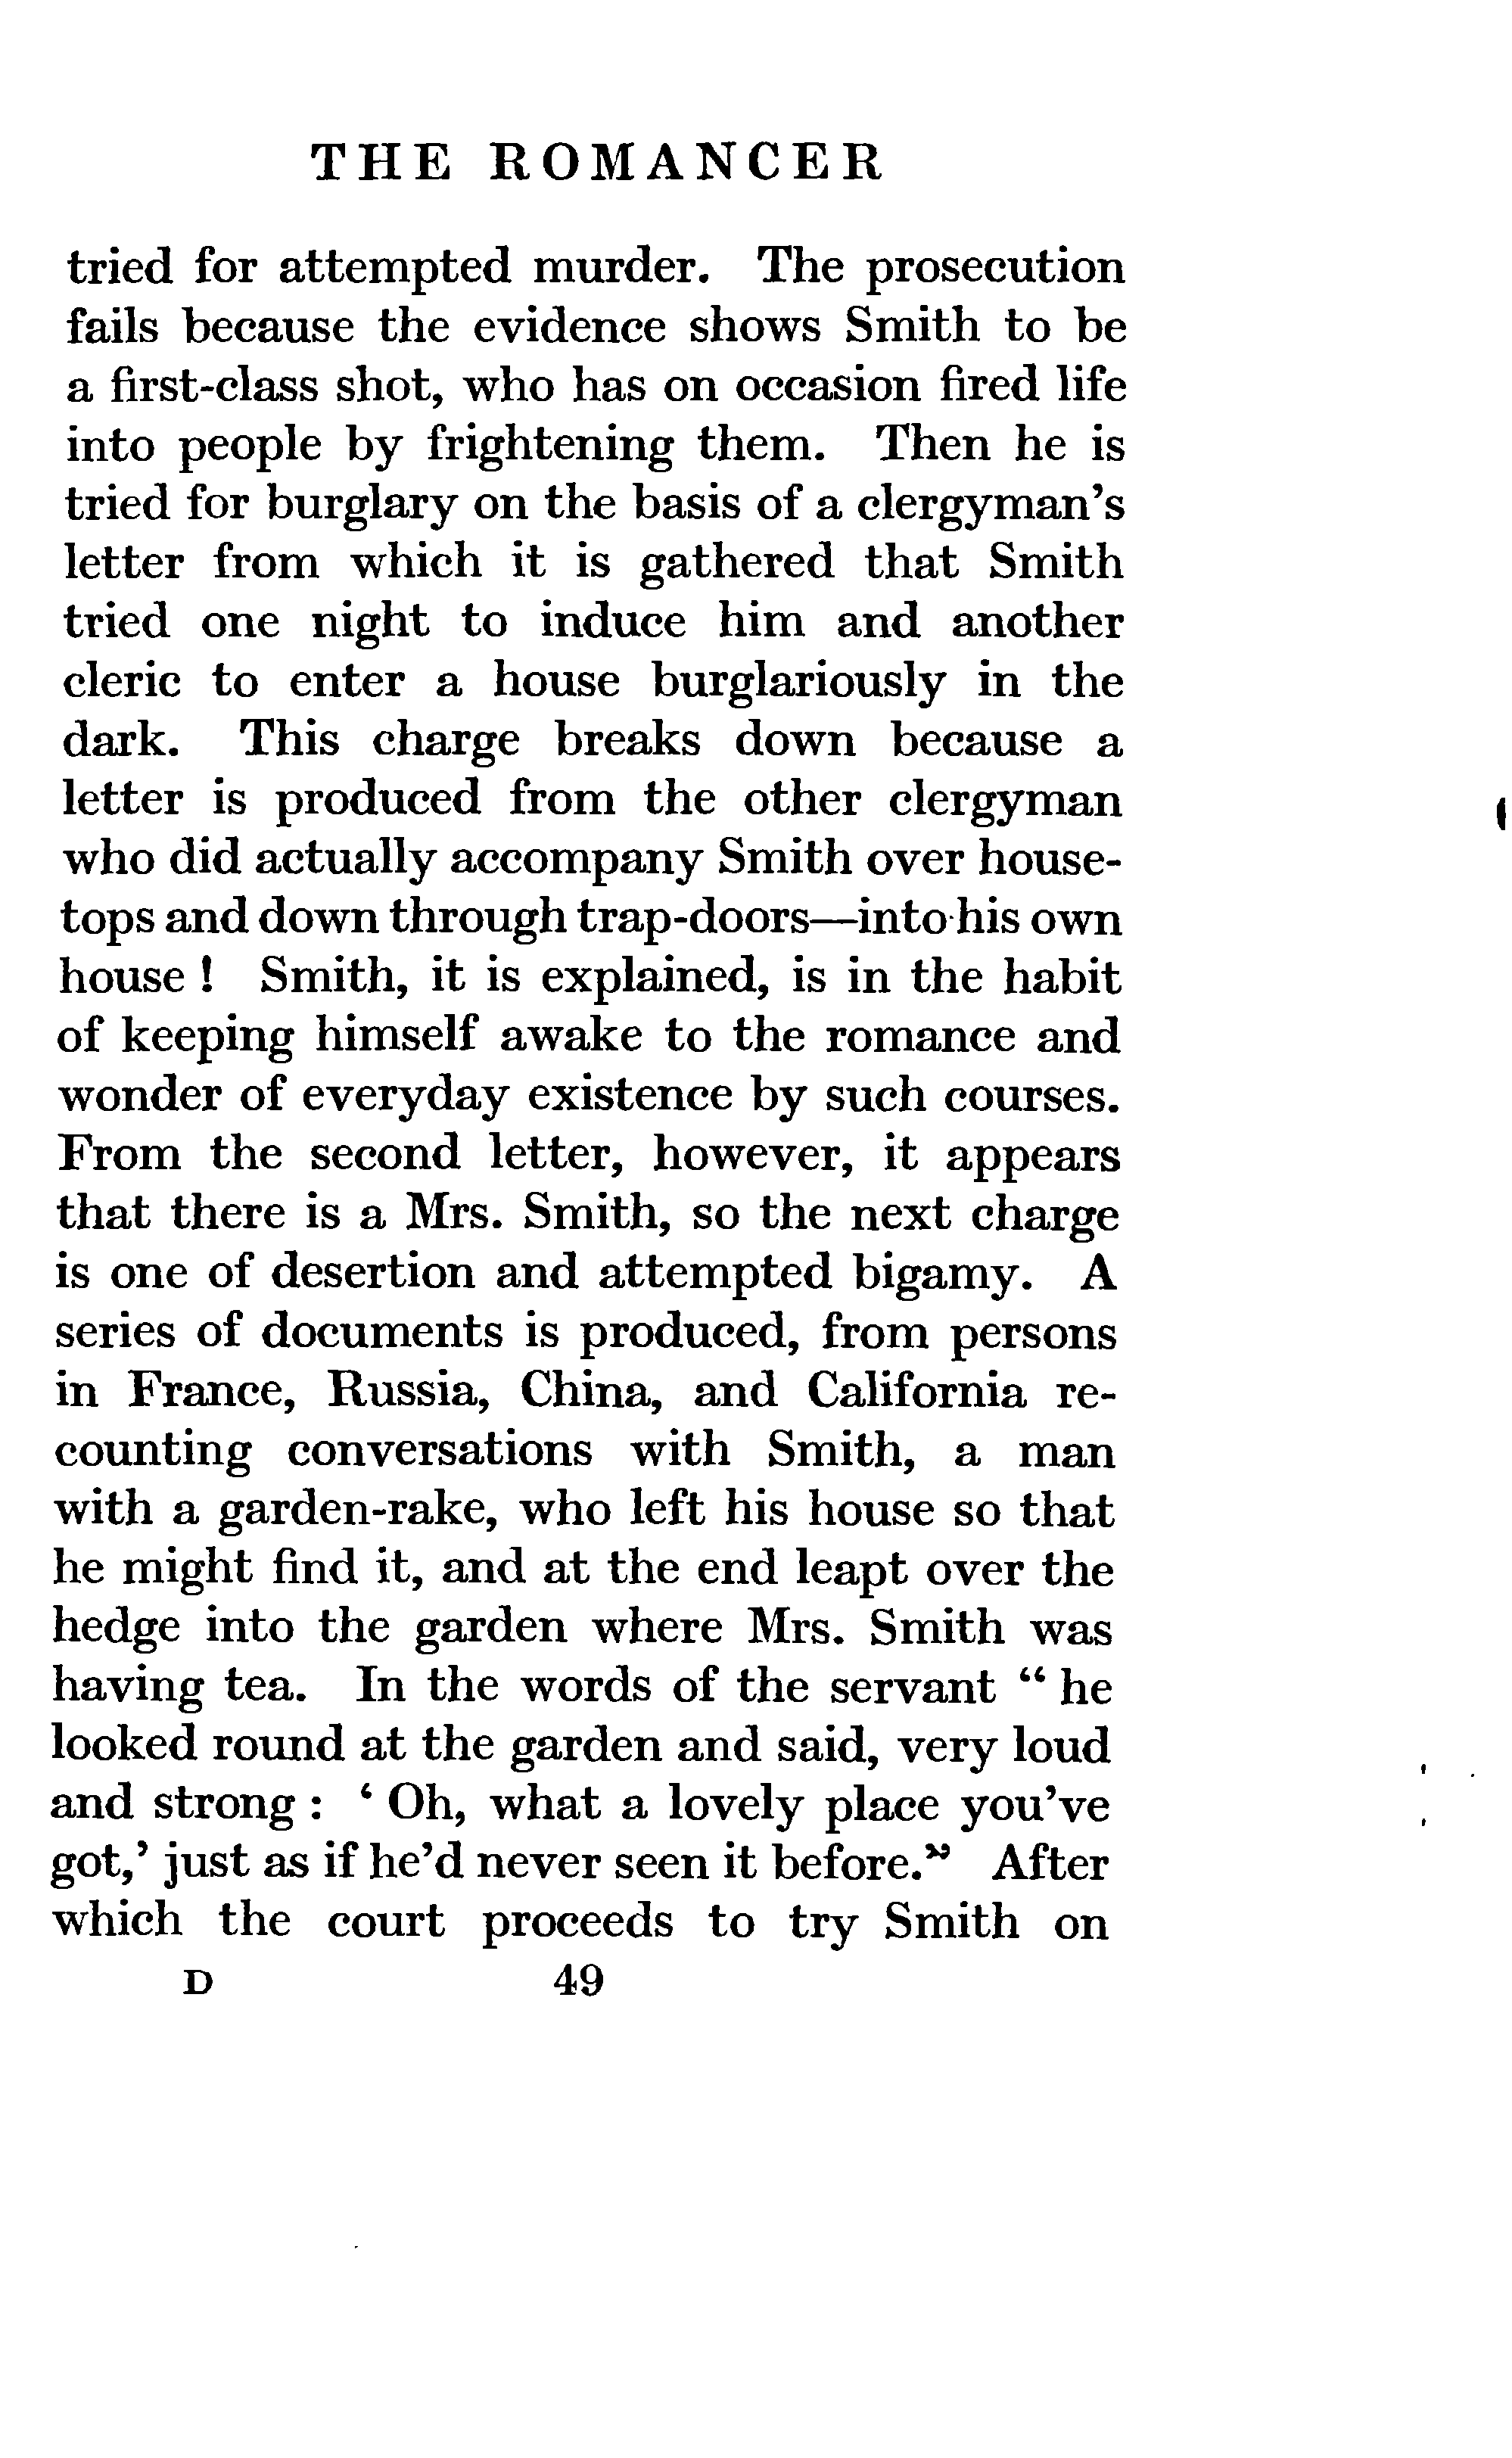 THE ROMANCER
tried for attempted murder. The prosecution
fails because the evidence shows Smith to be
a first-class shot, who has on occasion fired life
into people by frightening them. Then he is
tried for burglary on the basis of a clergyman's
letter from which it is gathered that Smith
tried one night to induce him and another
cleric to enter a house burglariously in the
dark. This charge breaks down because a
letter is produced from the other clergyman
who did actually accompany Smith over house-
tops and down through trap-doors—into his own
house ! Smith, it is explained, is in the habit
of keeping himself awake to the romance and
wonder of everyday existence by such courses.
From the second letter, however, it appears
that there is a Mrs. Smith, so the next charge
is one of desertion and attempted bigamy. A
series of documents is produced, from persons
in France, Russia, China, and California re-
counting conversations with Smith, a man
with a garden-rake, who left his house so that
he might find it, and at the end leapt over the
hedge into the garden where Mrs. Smith was
having tea. In the words of the servant “ he
looked round at the garden and said, very loud
and strong : ‘ Oh, what a lovely place you've
got,’ just as if he'd never seen it before.” After
which the court proceeds to try Smith on
D 49